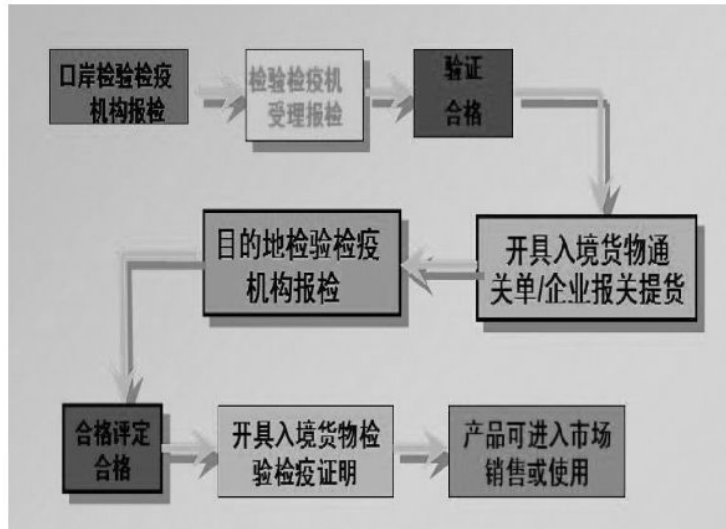 口岸检验检疫
机构报检
检验检疫机
受理报检
验证
合格
开具入境货物通
关单/企业报关提货
目的地检验检疫
机构报检
合格评定
合格
开具入境货物检
验检疫证明
产品可进入市场
销售或使用